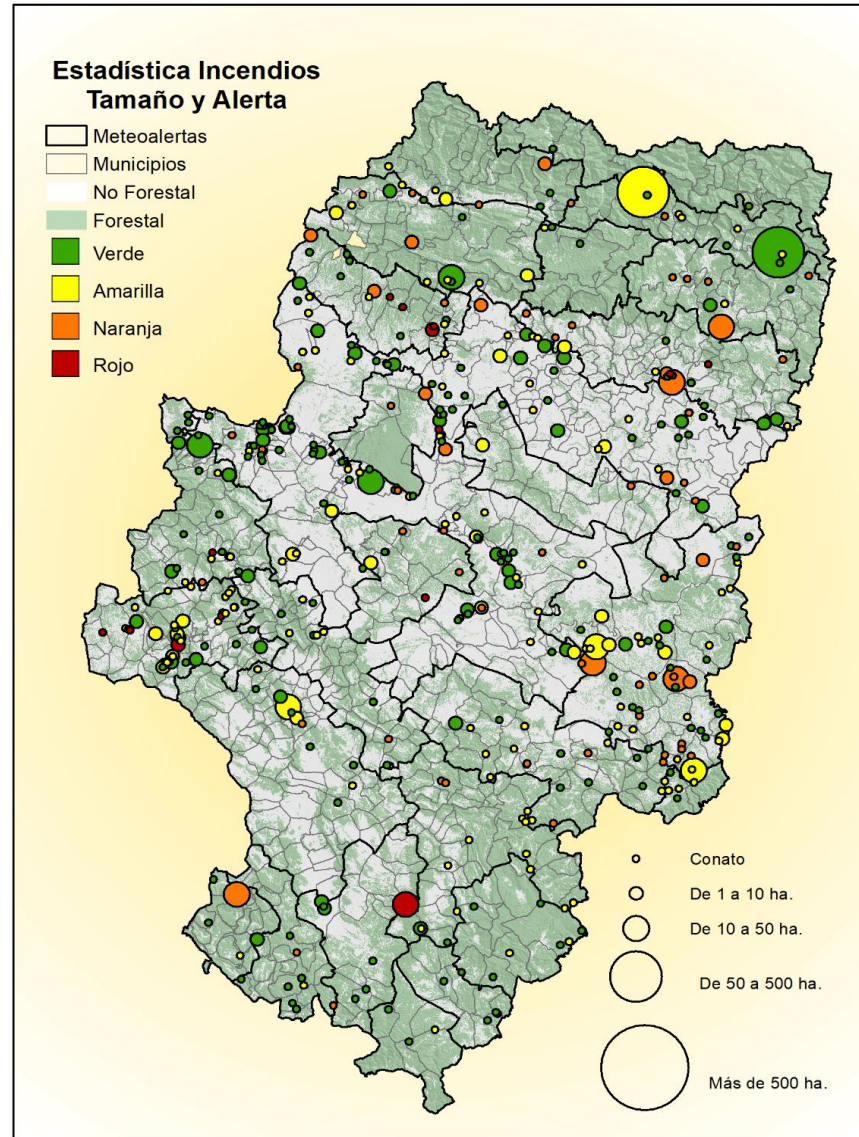 Estadística Incendios
Tamaño y Alerta
Meteoalertas
Municipios
No Forestal
Forestal
Verde
Amarilla
Naranja
Rojo
Conato
De 1 a 10 ha.
De 10 a 50 ha.
De 50 a 500 ha.
Más de 500 ha.